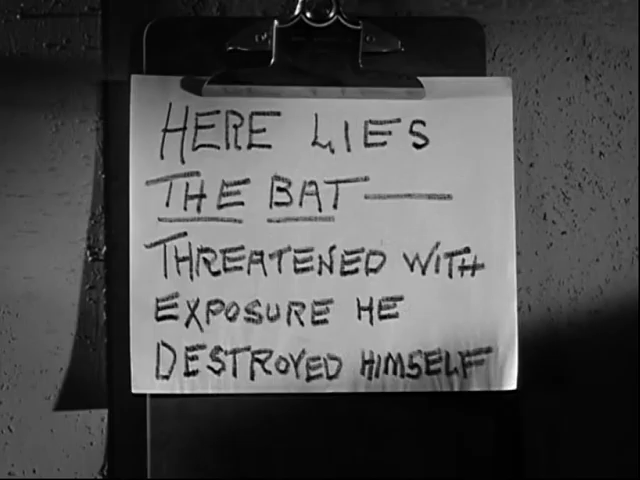 HERE LIES
THE BAT —
THREATENED WITH
EXPOSURE HE
DESTROYED HIMSELF